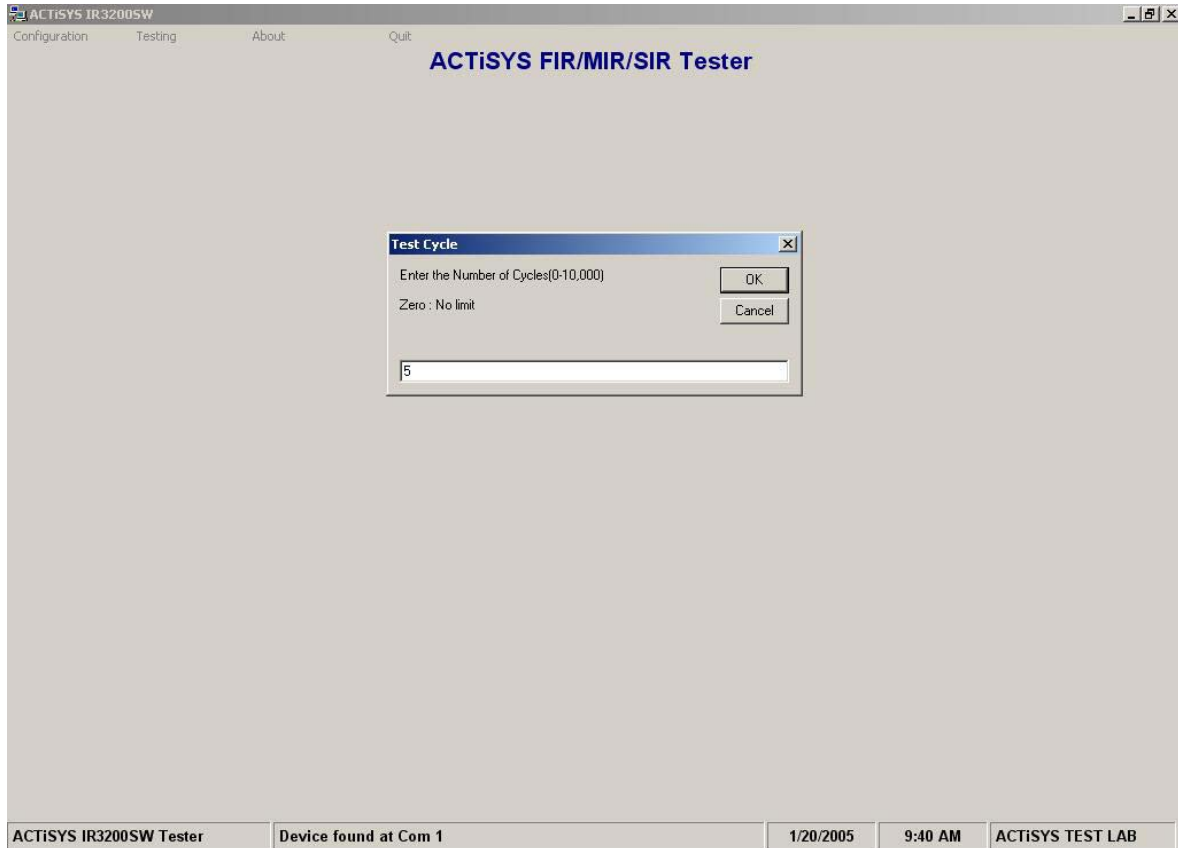 ACTiSYS IR3200SW
Configuration Testing About Quit
ACTiSYS FIR/MIR/SIR Tester
Test Cycle
Enter the Number of Cycles(0-10,000)
OK
Zero : No limit
Cancel
5
ACTiSYS IR3200SW Tester Device found at Com 1 1/20/2005 9:40 AM ACTiSYS TEST LAB